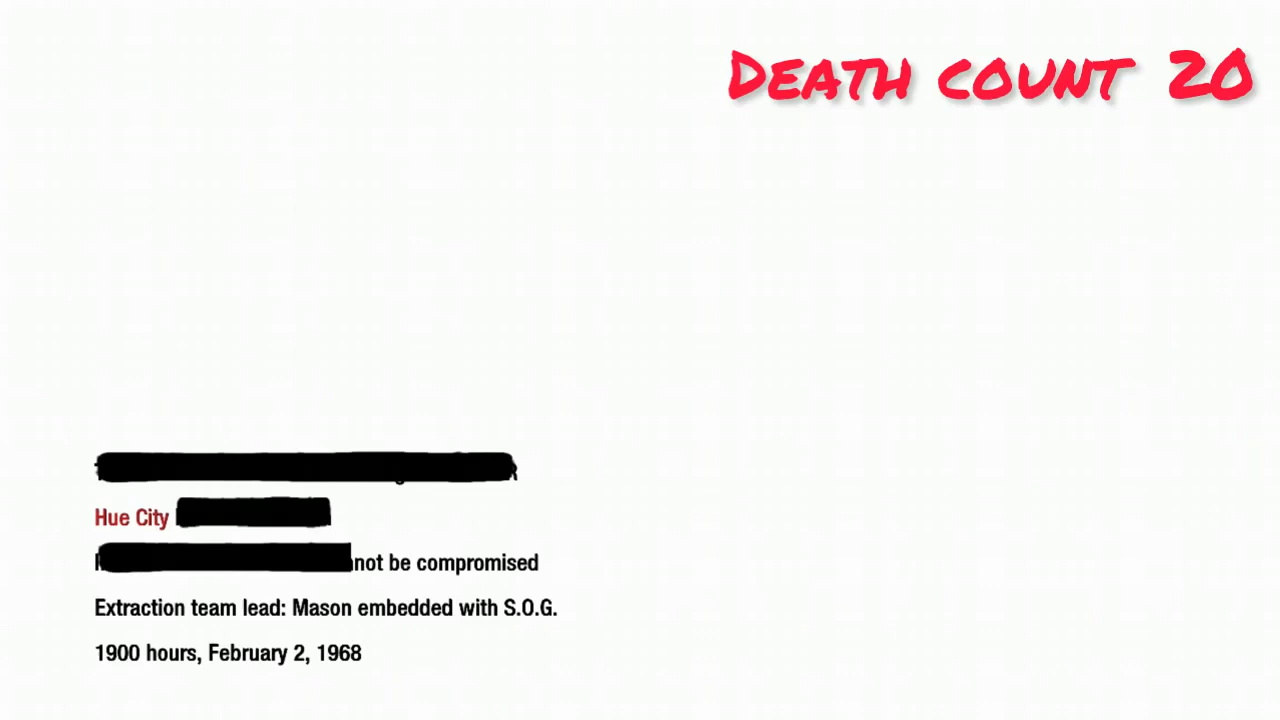 DEATH COUNT 20
Hue City
not be compromised
Extraction team lead: Mason embedded with S.O.G.
1900 hours, February 2, 1968